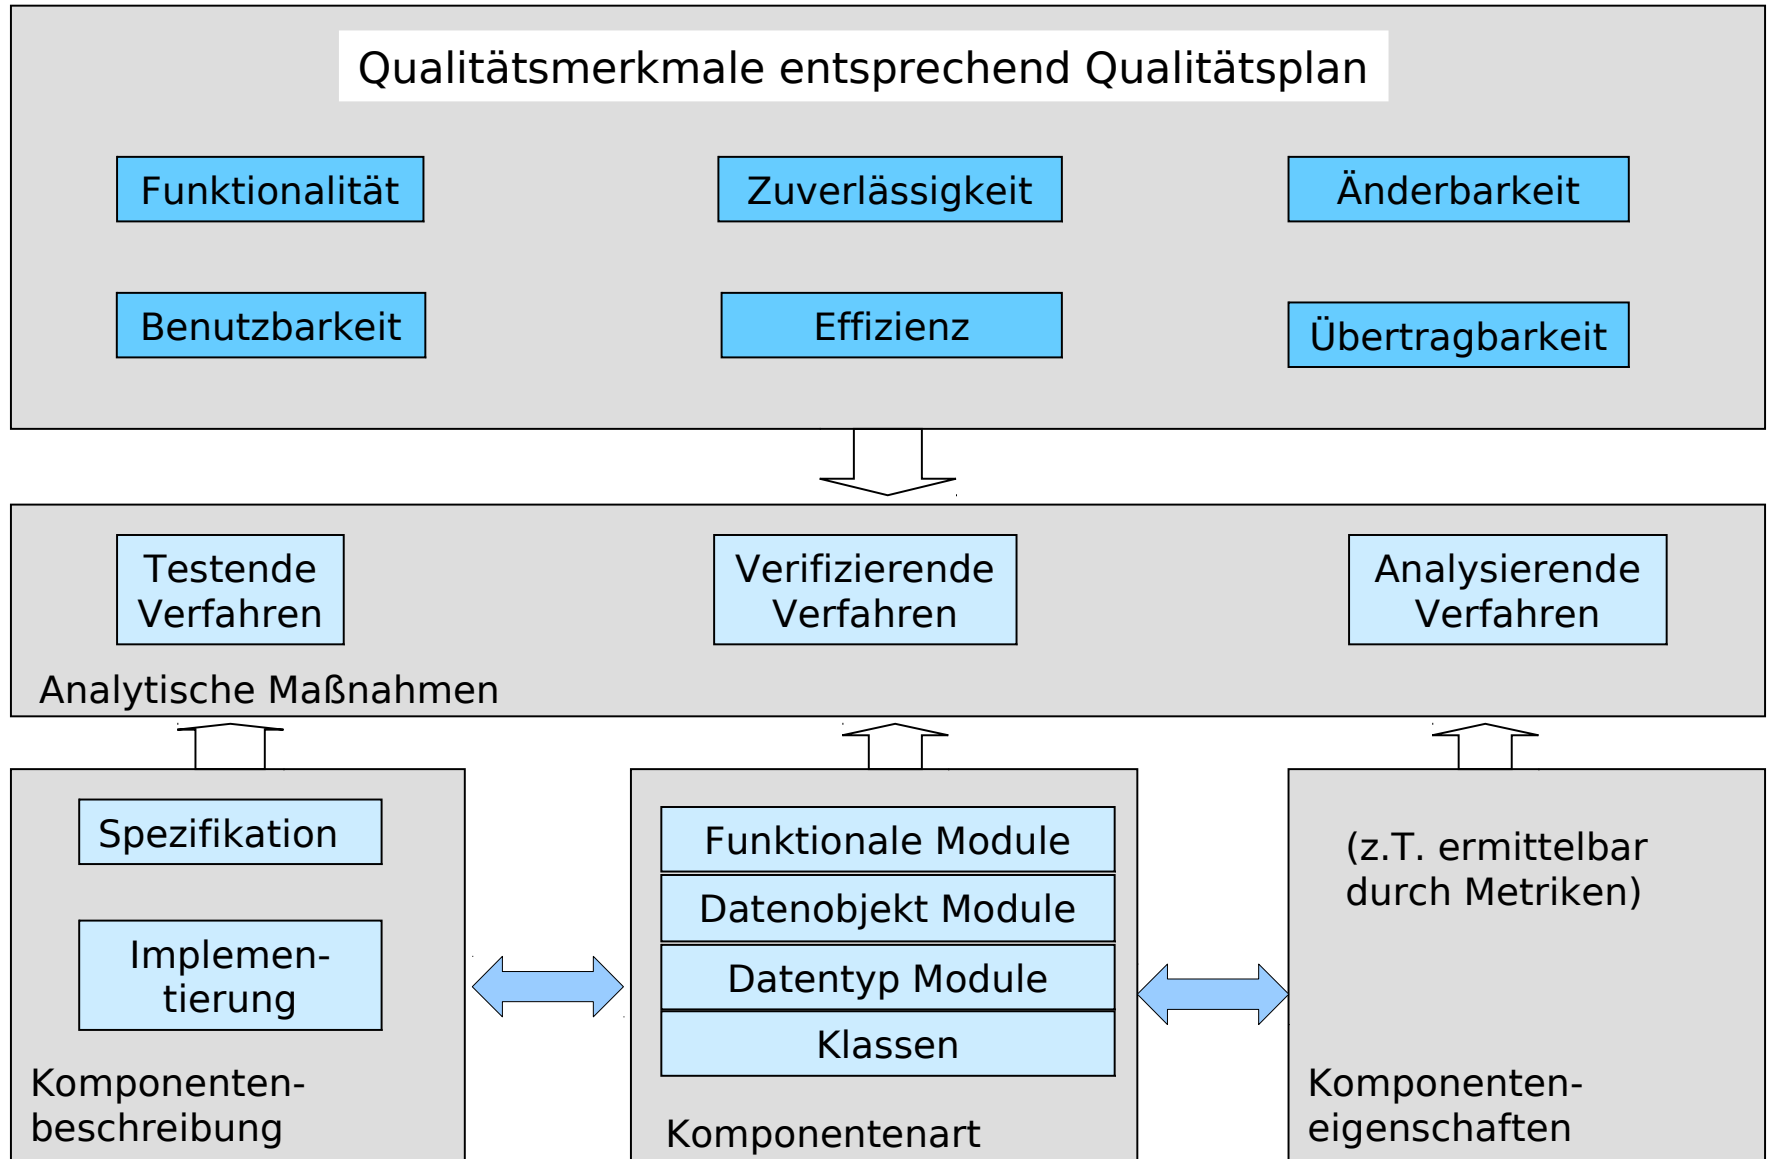 Qualitätsmerkmale entsprechend Qualitätsplan
Funktionalität
Zuverlässigkeit
Änderbarkeit
Benutzbarkeit
Effizienz
Übertragbarkeit
Testende
Verfahren
Verifizierende
Verfahren
Analysierende
Verfahren
Analytische Maßnahmen
Spezifikation
Implemen-
tierung
Komponenten-
beschreibung
Funktionale Module
Datenobjekt Module
Datentyp Module
Klassen
Komponentenart
(z.T. ermittelbar
durch Metriken)
Komponenten-
eigenschaften